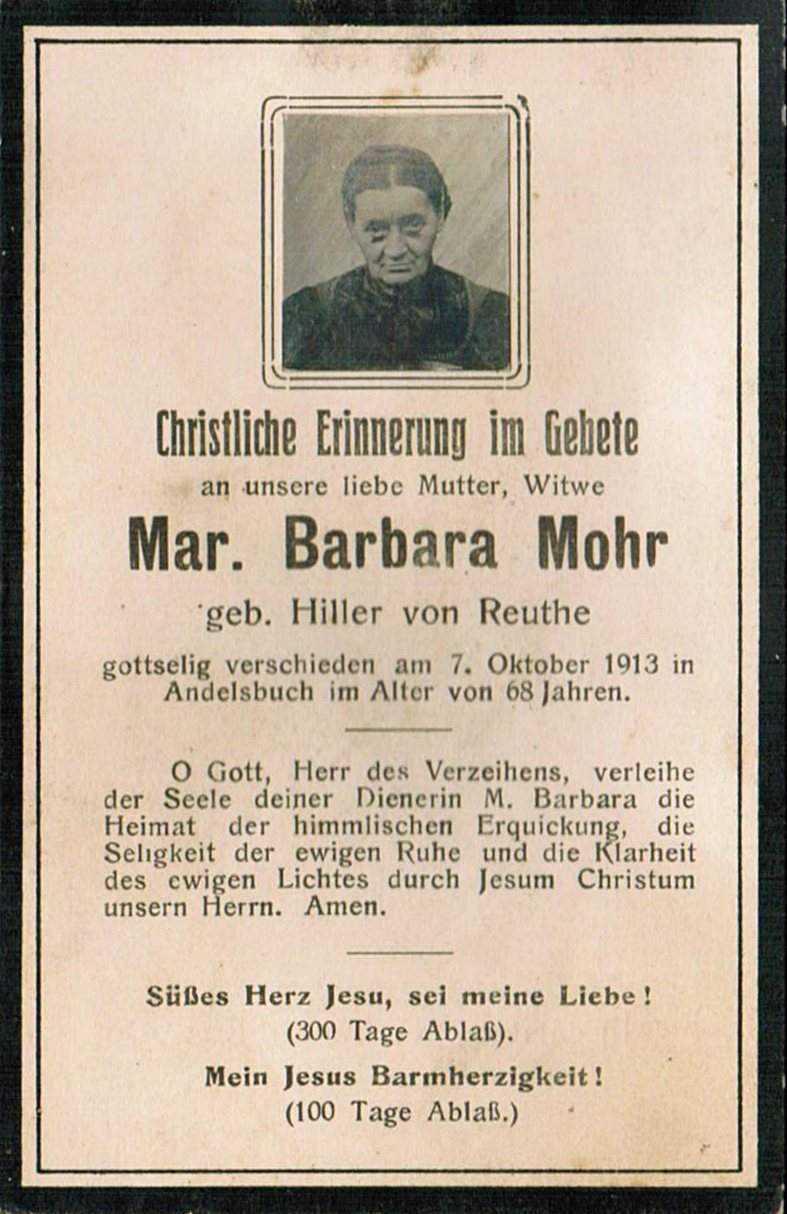 Christliche Erinnerung im Gebete
an unsere liebe Mutter, Witwe
Mar. Barbara Mohr
geb. Hiller von Reuthe
gottselig verschieden am 7. Oktober 1913 in
Andelsbuch im Alter von 68 Jahren.
O Gott, Herr des Verzeihens, verleihe
der Seele deiner Dienerin M. Barbara die
Heimat der himmlischen Erquickung, die
Seligkeit der ewigen Ruhe und die Klarheit
des ewigen Lichtes durch Jesum Christum
unsern Herrn. Amen.
Süßes Herz Jesu, sei meine Liebe!
(300 Tage Ablaß).
Mein Jesus Barmherzigkeit!
(100 Tage Ablaß.)